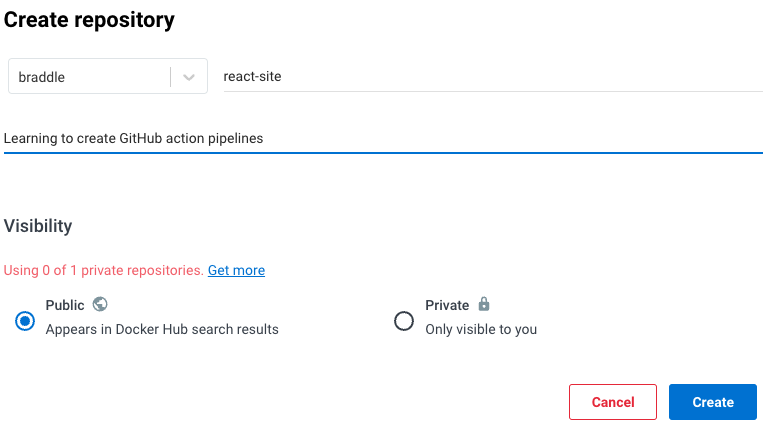 Create repository
braddle
react-site
Learning to create GitHub action pipelines
Visibility
Using 0 of 1 private repositories. Get more
Public
Appears in Docker Hub search results
Private
Only visible to you
Cancel
Create